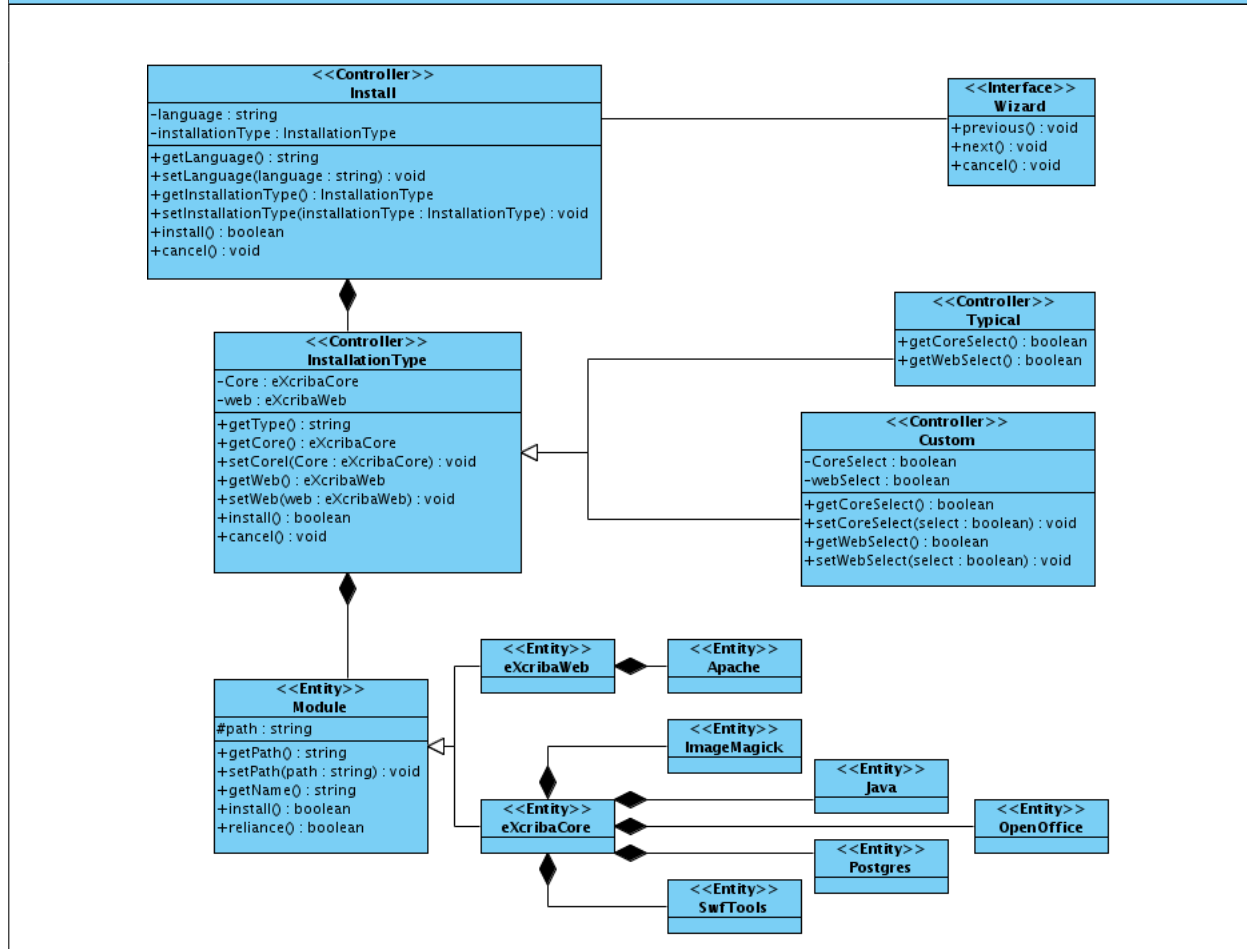 <<Controller>>
Install
-language : string
-installationType : InstallationType
+getLanguage() : string
+setLanguage(language : string) : void
+getInstallationType() : InstallationType
+setInstallationType(installationType : InstallationType) : void
+install() : boolean
+cancel() : void
<<Interface>>
Wizard
+previous() : void
+next() : void
+cancel() : void
<<Controller>>
InstallationType
-Core : eXcribaCore
-web : eXcribaWeb
+getType() : string
+getCore() : eXcribaCore
+setCorel(Core : eXcribaCore) : void
+getWeb() : eXcribaWeb
+setWeb(web : eXcribaWeb) : void
+install() : boolean
+cancel() : void
<<Controller>>
Typical
+getCoreSelect() : boolean
+getWebSelect() : boolean
<<Controller>>
Custom
-CoreSelect : boolean
-webSelect : boolean
+getCoreSelect() : boolean
+setCoreSelect(select : boolean) : void
+getWebSelect() : boolean
+setWebSelect(select : boolean) : void
<<Entity>>
Module
#path : string
+getPath() : string
+setPath(path : string) : void
+getName() : string
+install() : boolean
+reliance() : boolean
<<Entity>>
eXcribaWeb
<<Entity>>
Apache
<<Entity>>
ImageMagick
<<Entity>>
Java
<<Entity>>
eXcribaCore
<<Entity>>
OpenOffice
<<Entity>>
Postgres
<<Entity>>
SwfTools